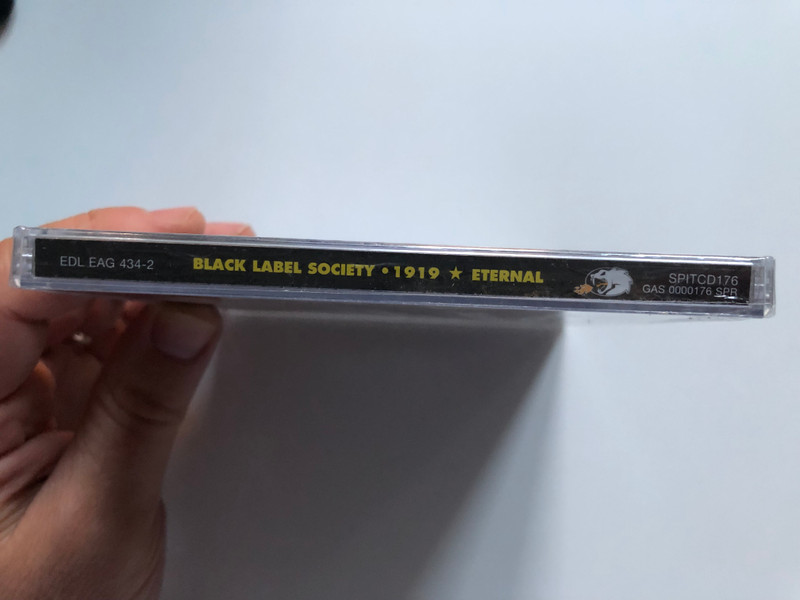 EDL EAG 434-2
BLACK LABEL SOCIETY • 1919 ★ ETERNAL
SPITCD176
GAS 0000176 SPR